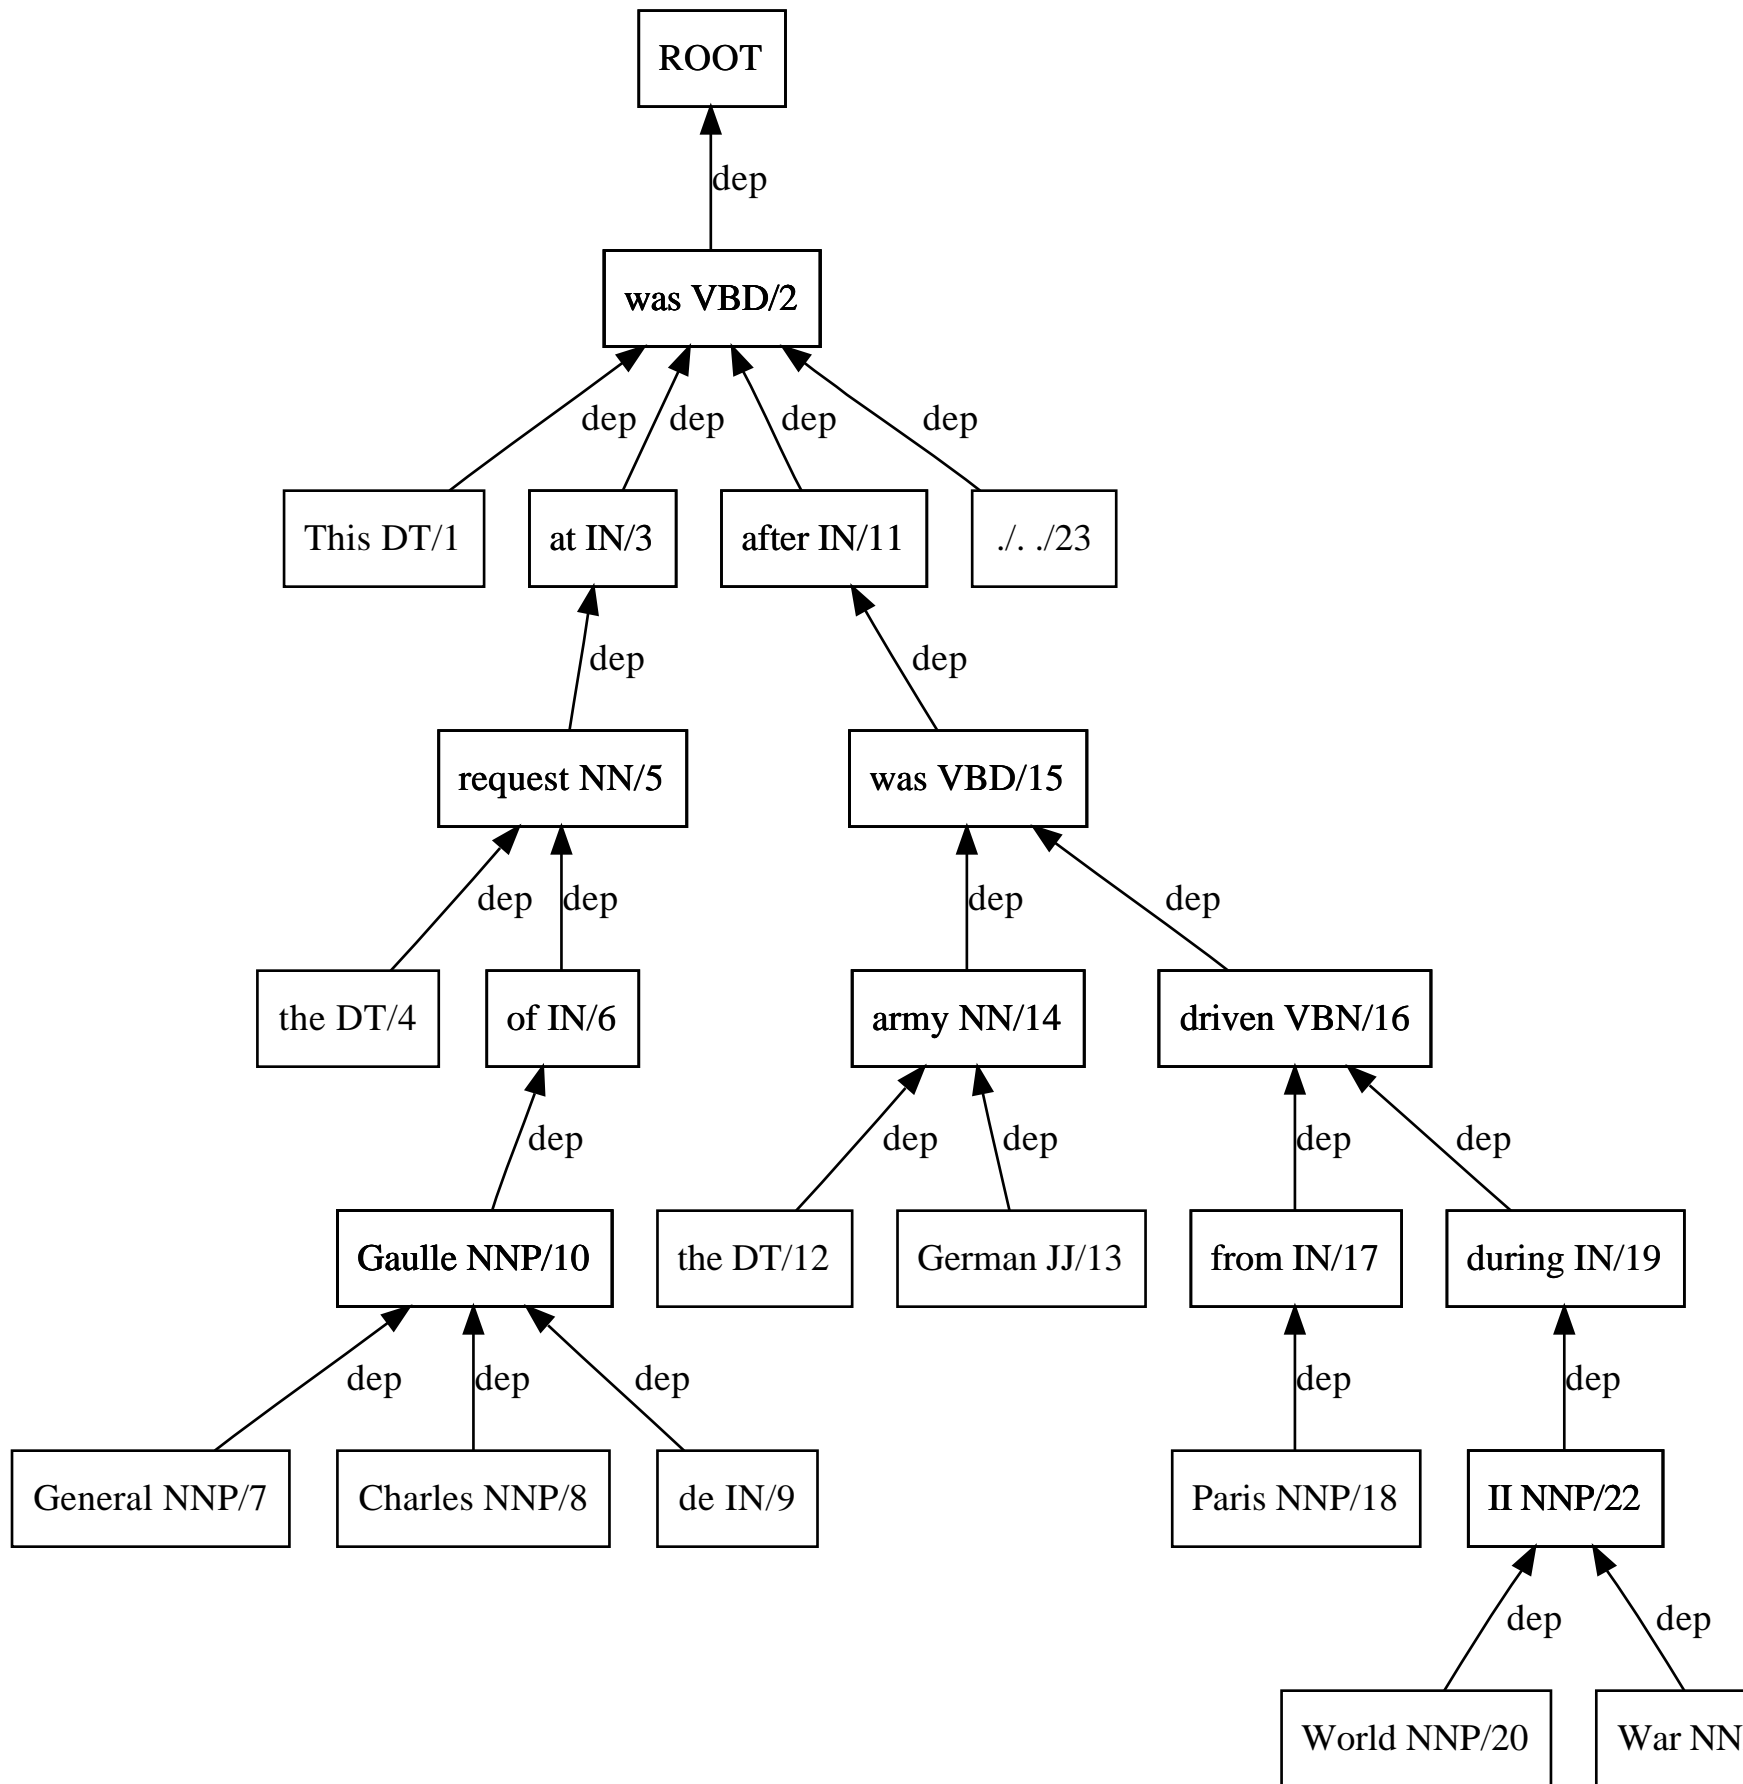 ROOT
dep
was VBD/2
dep dep dep dep
This DT/1 at IN/3 after IN/11 ./. ./23
dep dep
request NN/5 was VBD/15
dep dep dep dep
the DT/4 of IN/6 army NN/14 driven VBN/16
dep dep dep dep dep
Gaulle NNP/10 the DT/12 German JJ/13 from IN/17 during IN/19
dep dep dep dep dep
General NNP/7 Charles NNP/8 de IN/9 Paris NNP/18 II NNP/22
dep dep
World NNP/20 War NN